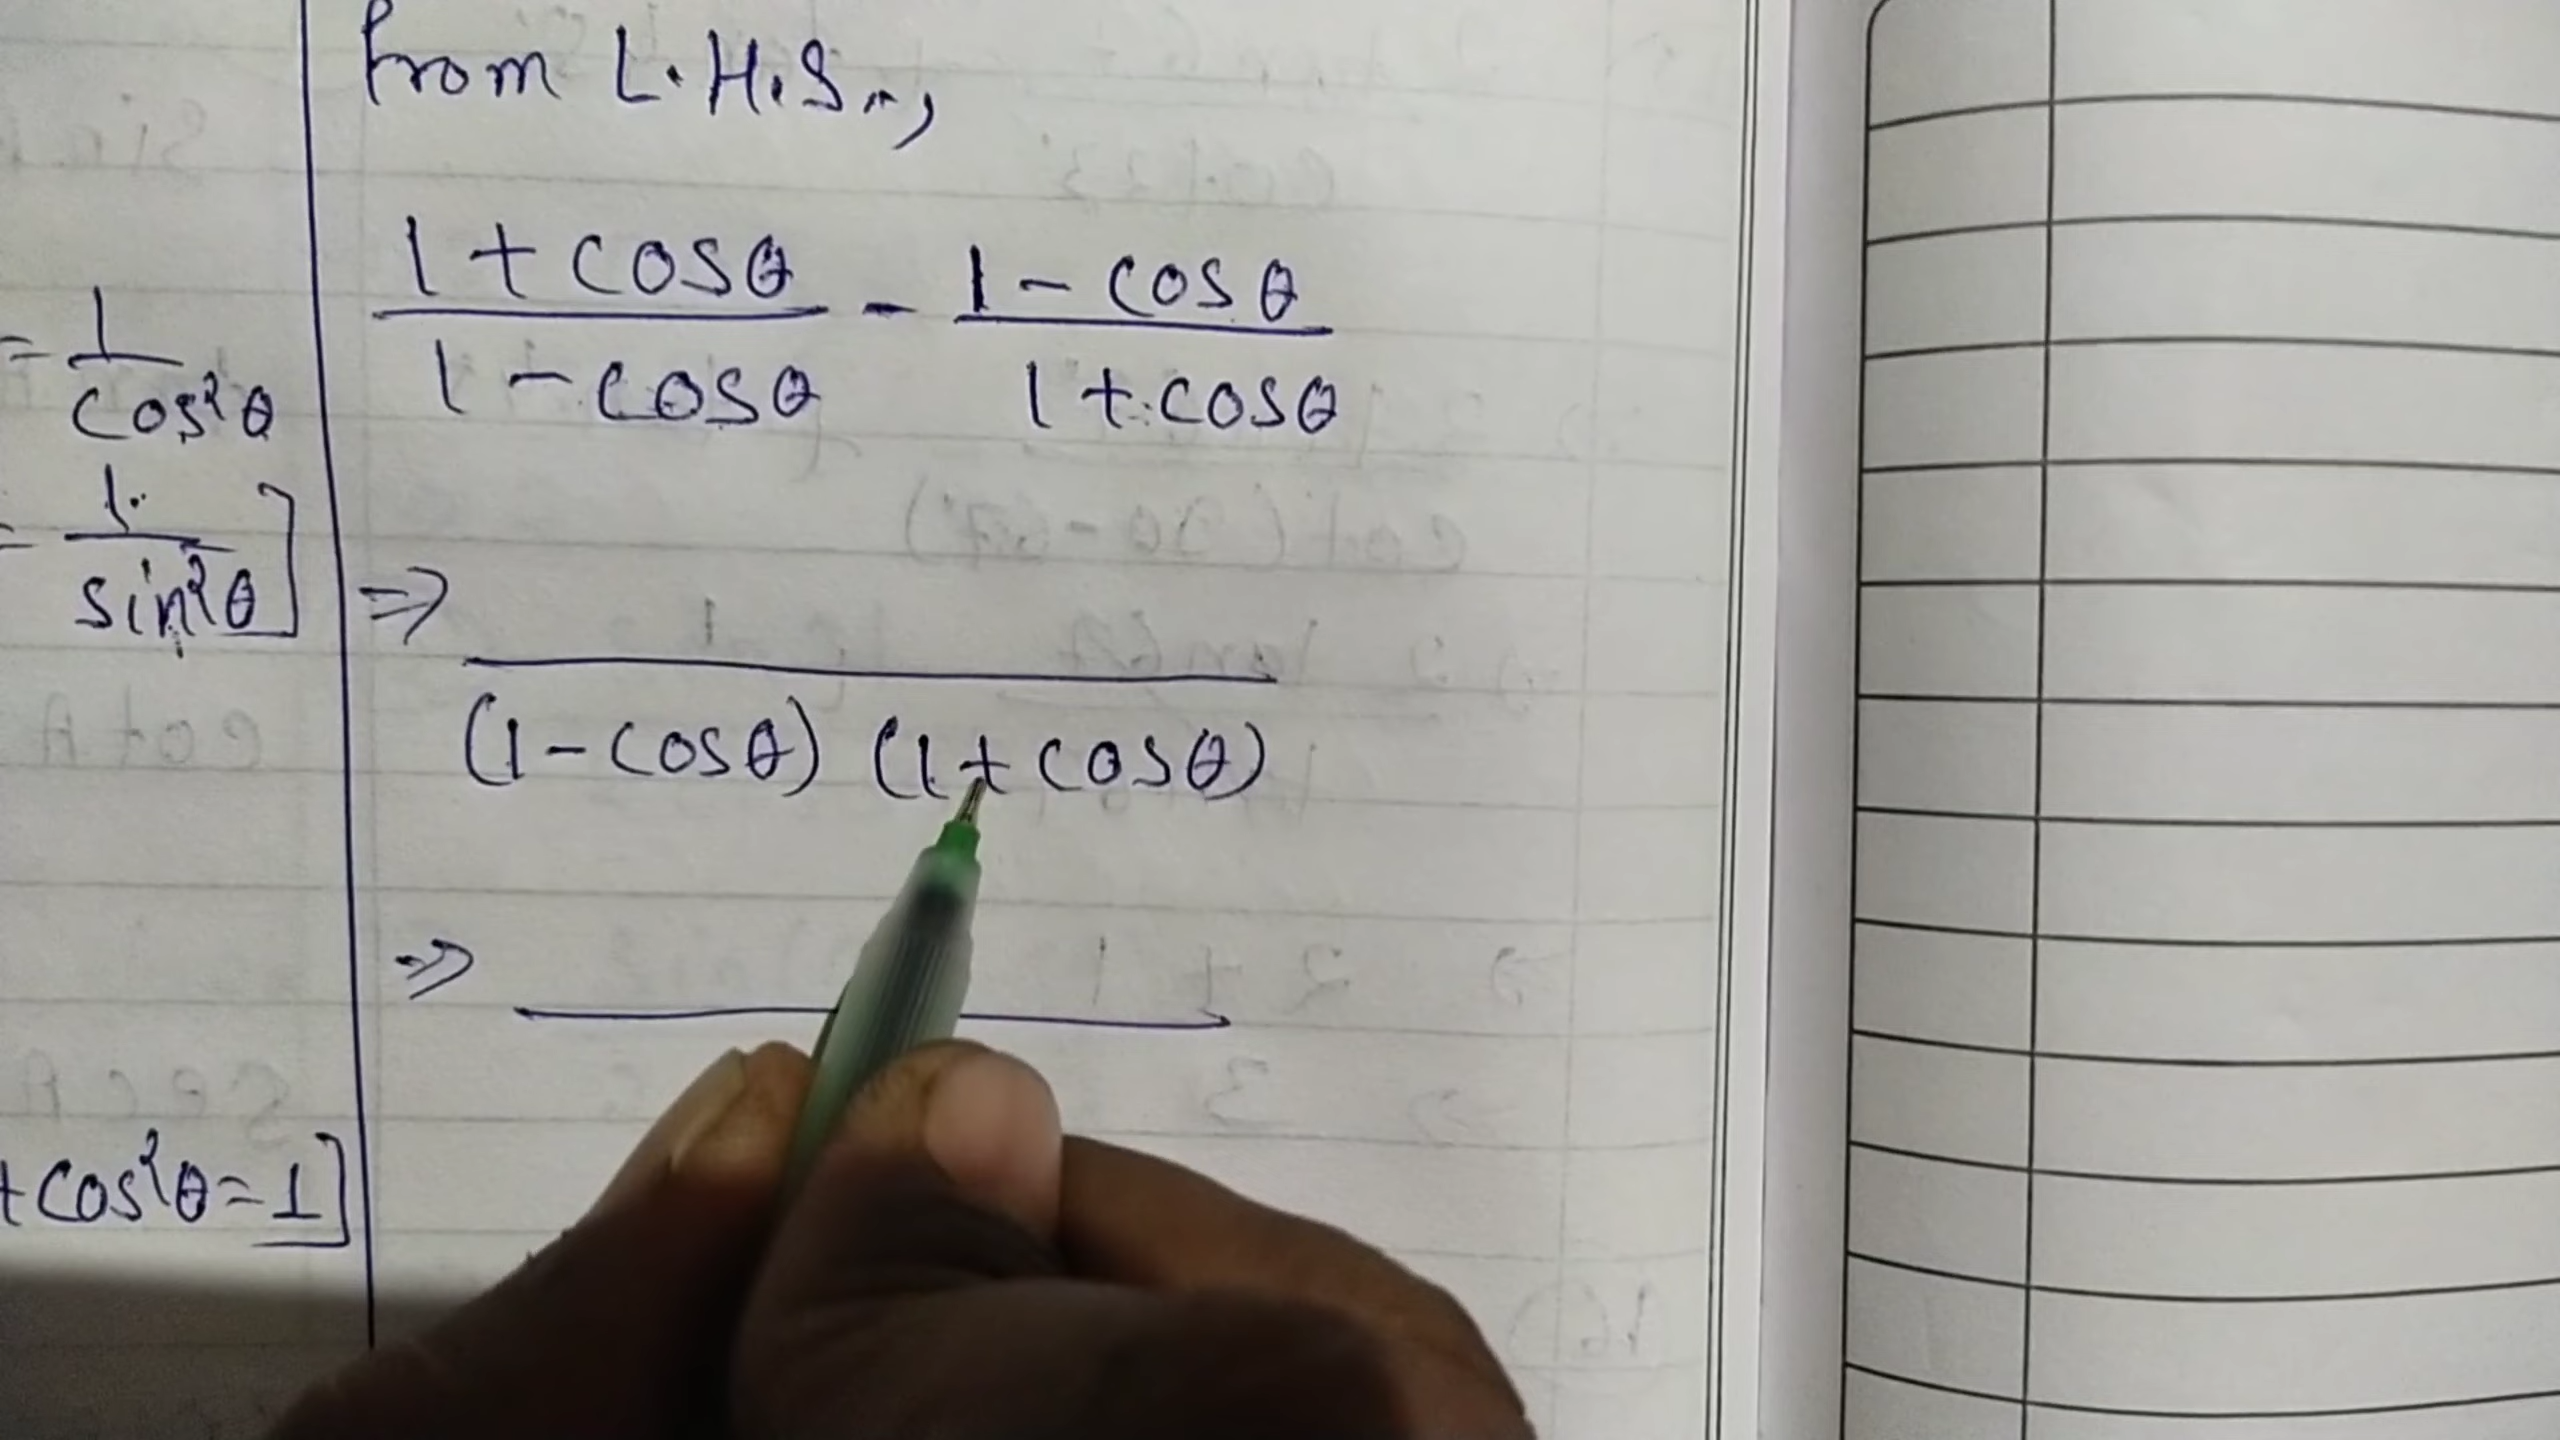 from L.H.S.,
1 + cosθ / 1 - cosθ - 1 - cosθ / 1 + cosθ
= 1 / cos²θ
= 1 / sin²θ]
⇒
(1 - cosθ) (1 + cosθ)
⇒
+ cos²θ = 1]